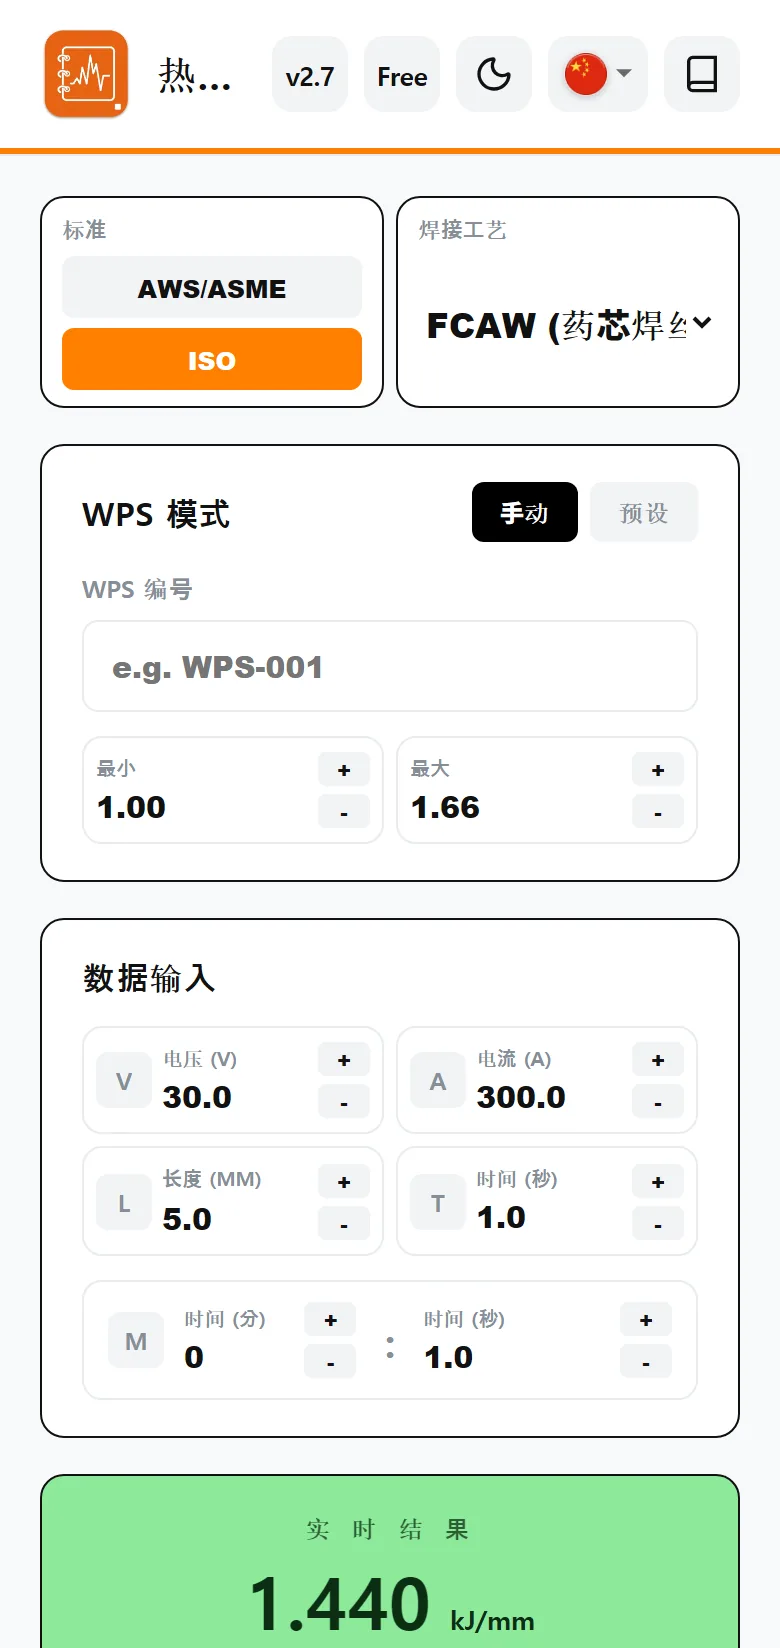 热...
v2.7
Free
标准
AWS/ASME
ISO
焊接工艺
FCAW (药芯焊丝
WPS 模式
手动
预设
WPS 编号
e.g. WPS-001
最小
1.00
+
-
最大
1.66
+
-
数据输入
V
电压 (V)
30.0
+
-
A
电流 (A)
300.0
+
-
L
长度 (MM)
5.0
+
-
T
时间 (秒)
1.0
+
-
M
时间 (分)
0
+
-
:
时间 (秒)
1.0
+
-
实时结果
1.440 kJ/mm